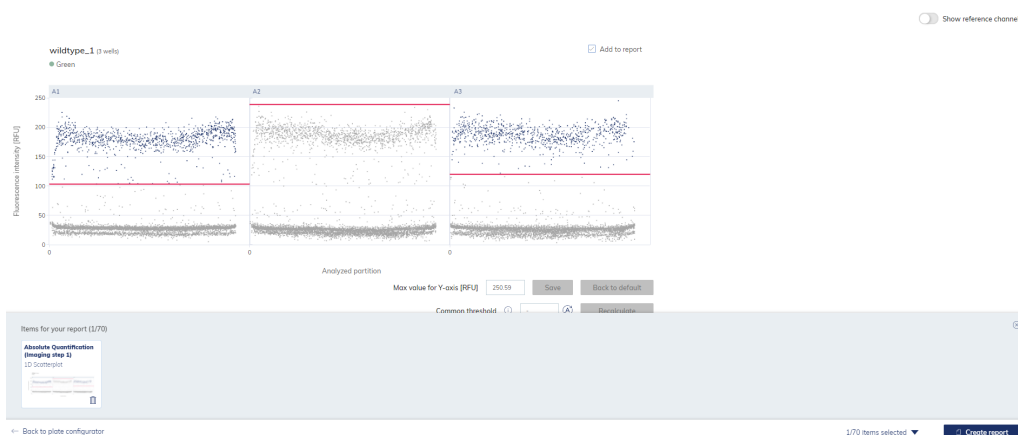 Show reference channel
wildtype_1 (3 wells)
Add to report
Green
A1 A2 A3
250
200
150
100
50
0
0 0 0
Fluorescence intensity [RFU]
Analyzed partition
Max value for Y-axis [RFU] 250.59 Save Back to default
Common threshold - Recalculate
Items for your report (1/70)
Absolute Quantification
(Imaging step 1)
1D Scatterplot
← Back to plate configurator
1/70 items selected Create report